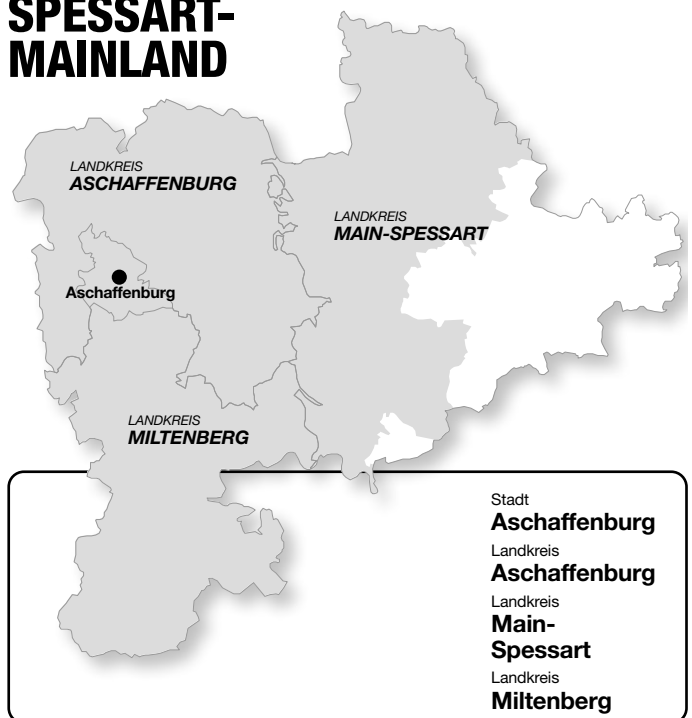 SPESSART-
MAINLAND
LANDKREIS
ASCHAFFENBURG
LANDKREIS
MAIN-SPESSART
Aschaffenburg
LANDKREIS
MILTENBERG
Stadt
Aschaffenburg
Landkreis
Aschaffenburg
Landkreis
Main-
Spessart
Landkreis
Miltenberg